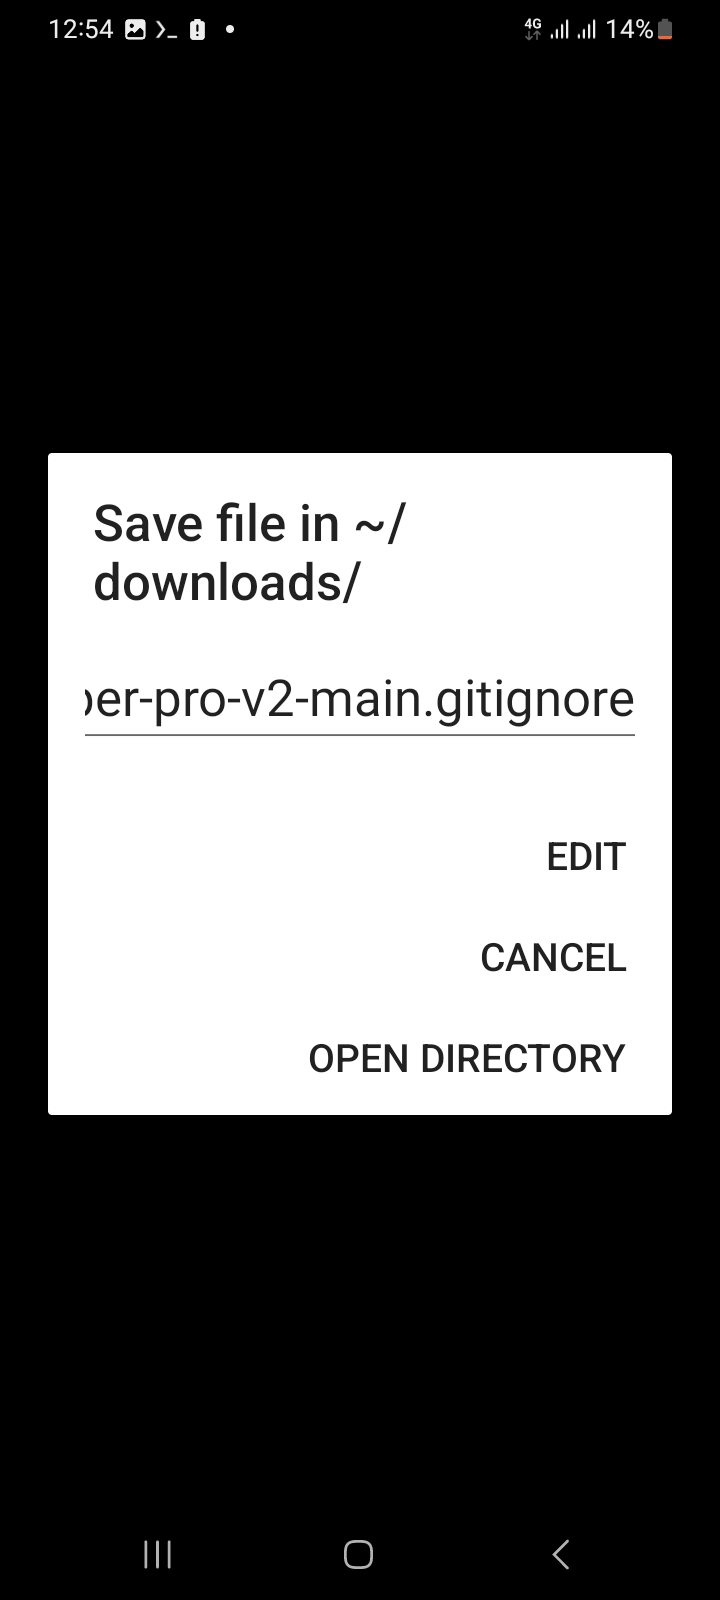 12:54
4G
14%
Save file in ~/
downloads/
er-pro-v2-main.gitignore
EDIT
CANCEL
OPEN DIRECTORY